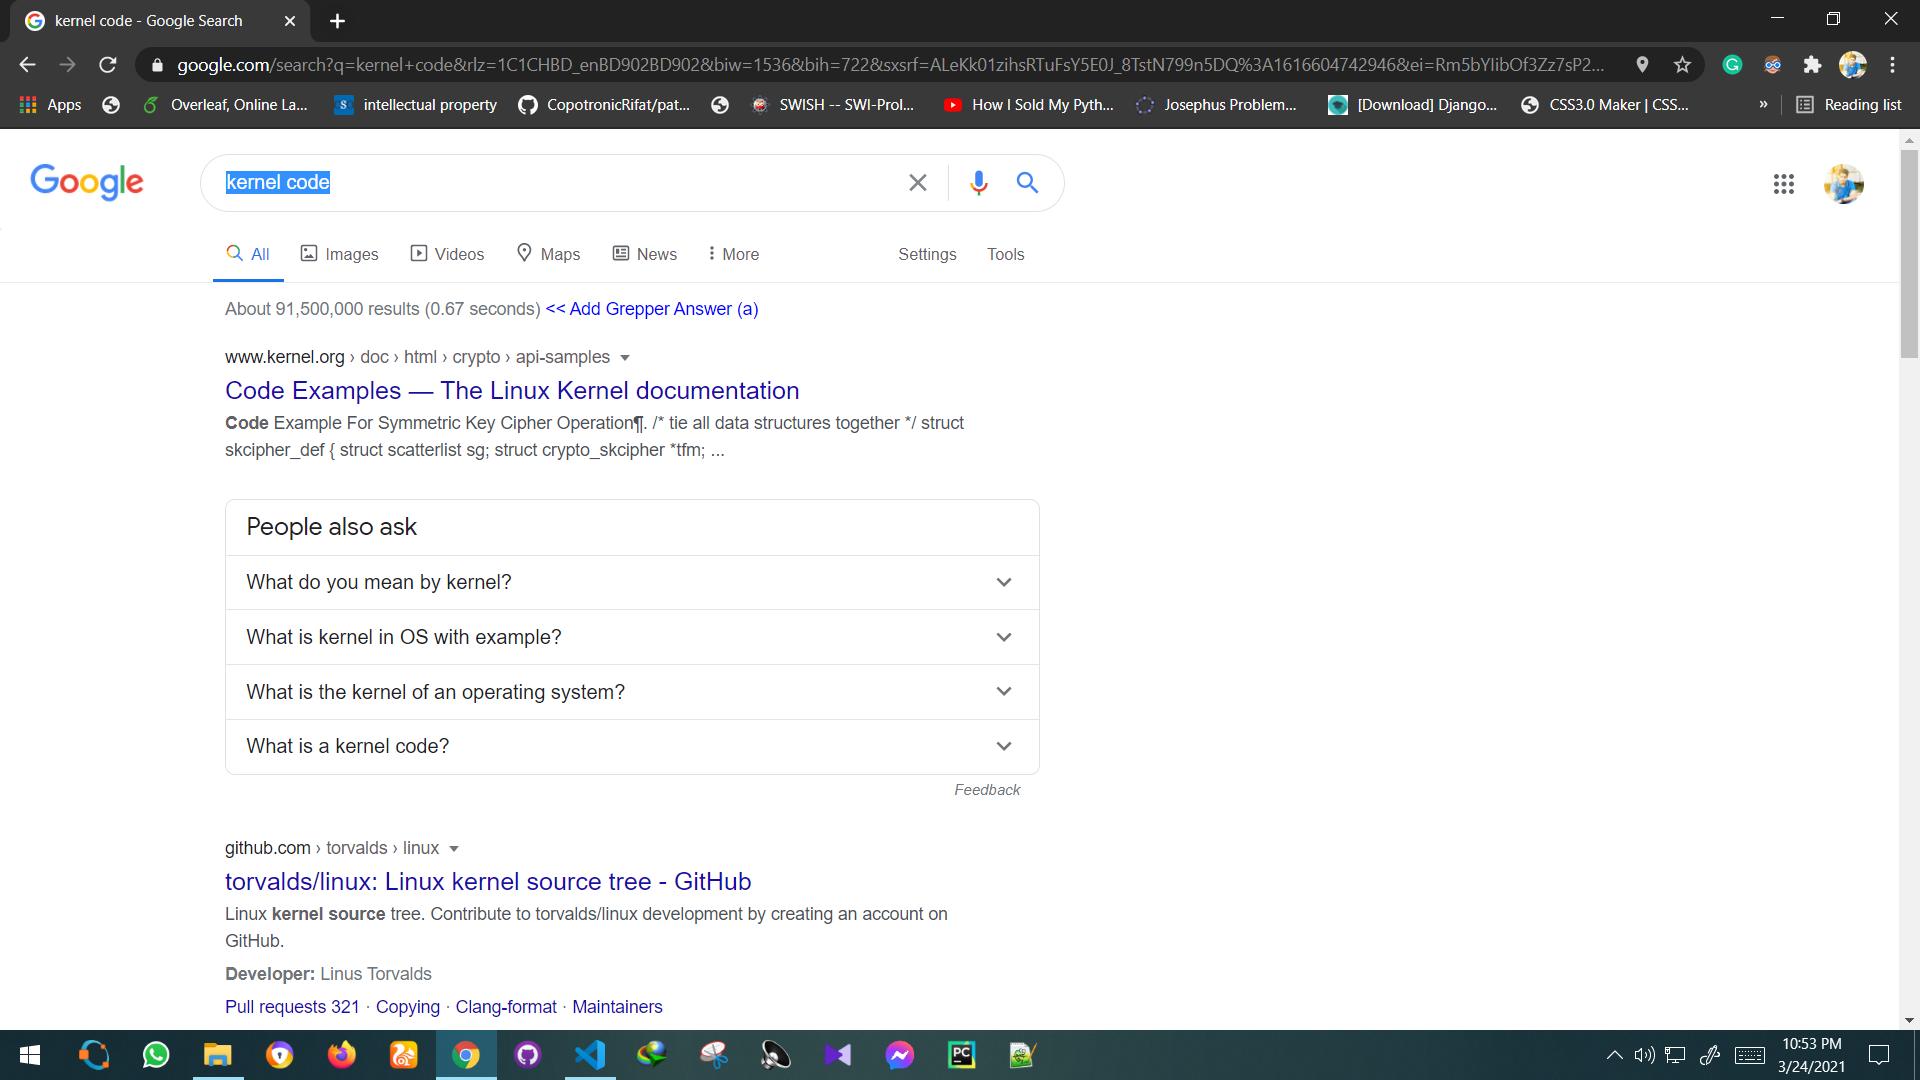 kernel code - Google Search
google.com/search?q=kernel+code&rlz=1C1CHBD_enBD902BD902&biw=1536&bih=722&sxsrf=ALeKk01zihsRTuFsY5E0J_8TstN799n5DQ%3A1616604742946&ei=Rm5bYIibOf3Zz7sP2...
Apps Overleaf, Online La... intellectual property CopotronicRifat/pat... SWISH -- SWI-Prol... How I Sold My Pyth... Josephus Problem... [Download] Django... CSS3.0 Maker | CSS... » Reading list
Google kernel code
All Images Videos Maps News More Settings Tools
About 91,500,000 results (0.67 seconds) << Add Grepper Answer (a)
www.kernel.org › doc › html › crypto › api-samples
Code Examples — The Linux Kernel documentation
Code Example For Symmetric Key Cipher Operation¶. /* tie all data structures together */ struct
skcipher_def { struct scatterlist sg; struct crypto_skcipher *tfm; ...
People also ask
What do you mean by kernel?
What is kernel in OS with example?
What is the kernel of an operating system?
What is a kernel code?
Feedback
github.com › torvalds › linux
torvalds/linux: Linux kernel source tree - GitHub
Linux kernel source tree. Contribute to torvalds/linux development by creating an account on
GitHub.
Developer: Linus Torvalds
Pull requests 321 · Copying · Clang-format · Maintainers
PC
10:53 PM
3/24/2021